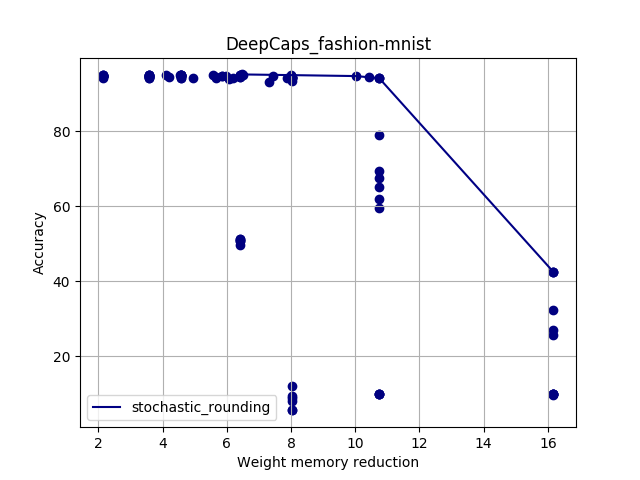 DeepCaps_fashion-mnist
Accuracy
80
60
40
20
stochastic_rounding
2 4 6 8 10 12 14 16
Weight memory reduction